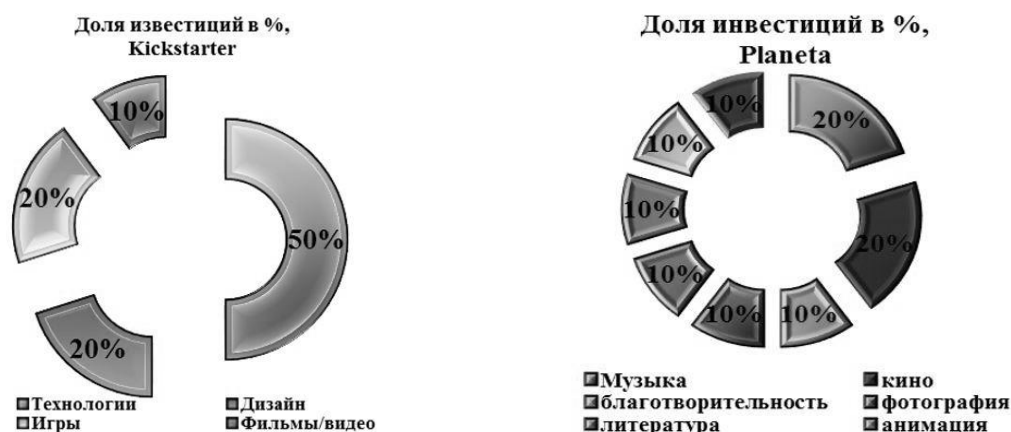 Доля известиций в %,
Kickstarter
10%
20%
50%
20%
Технологии
Дизайн
Игры
Фильмы/видео
Доля инвестиций в %,
Planeta
10%
20%
10%
10%
20%
10%
10%
10%
Музыка
кино
благотворительность
фотография
литература
анимация